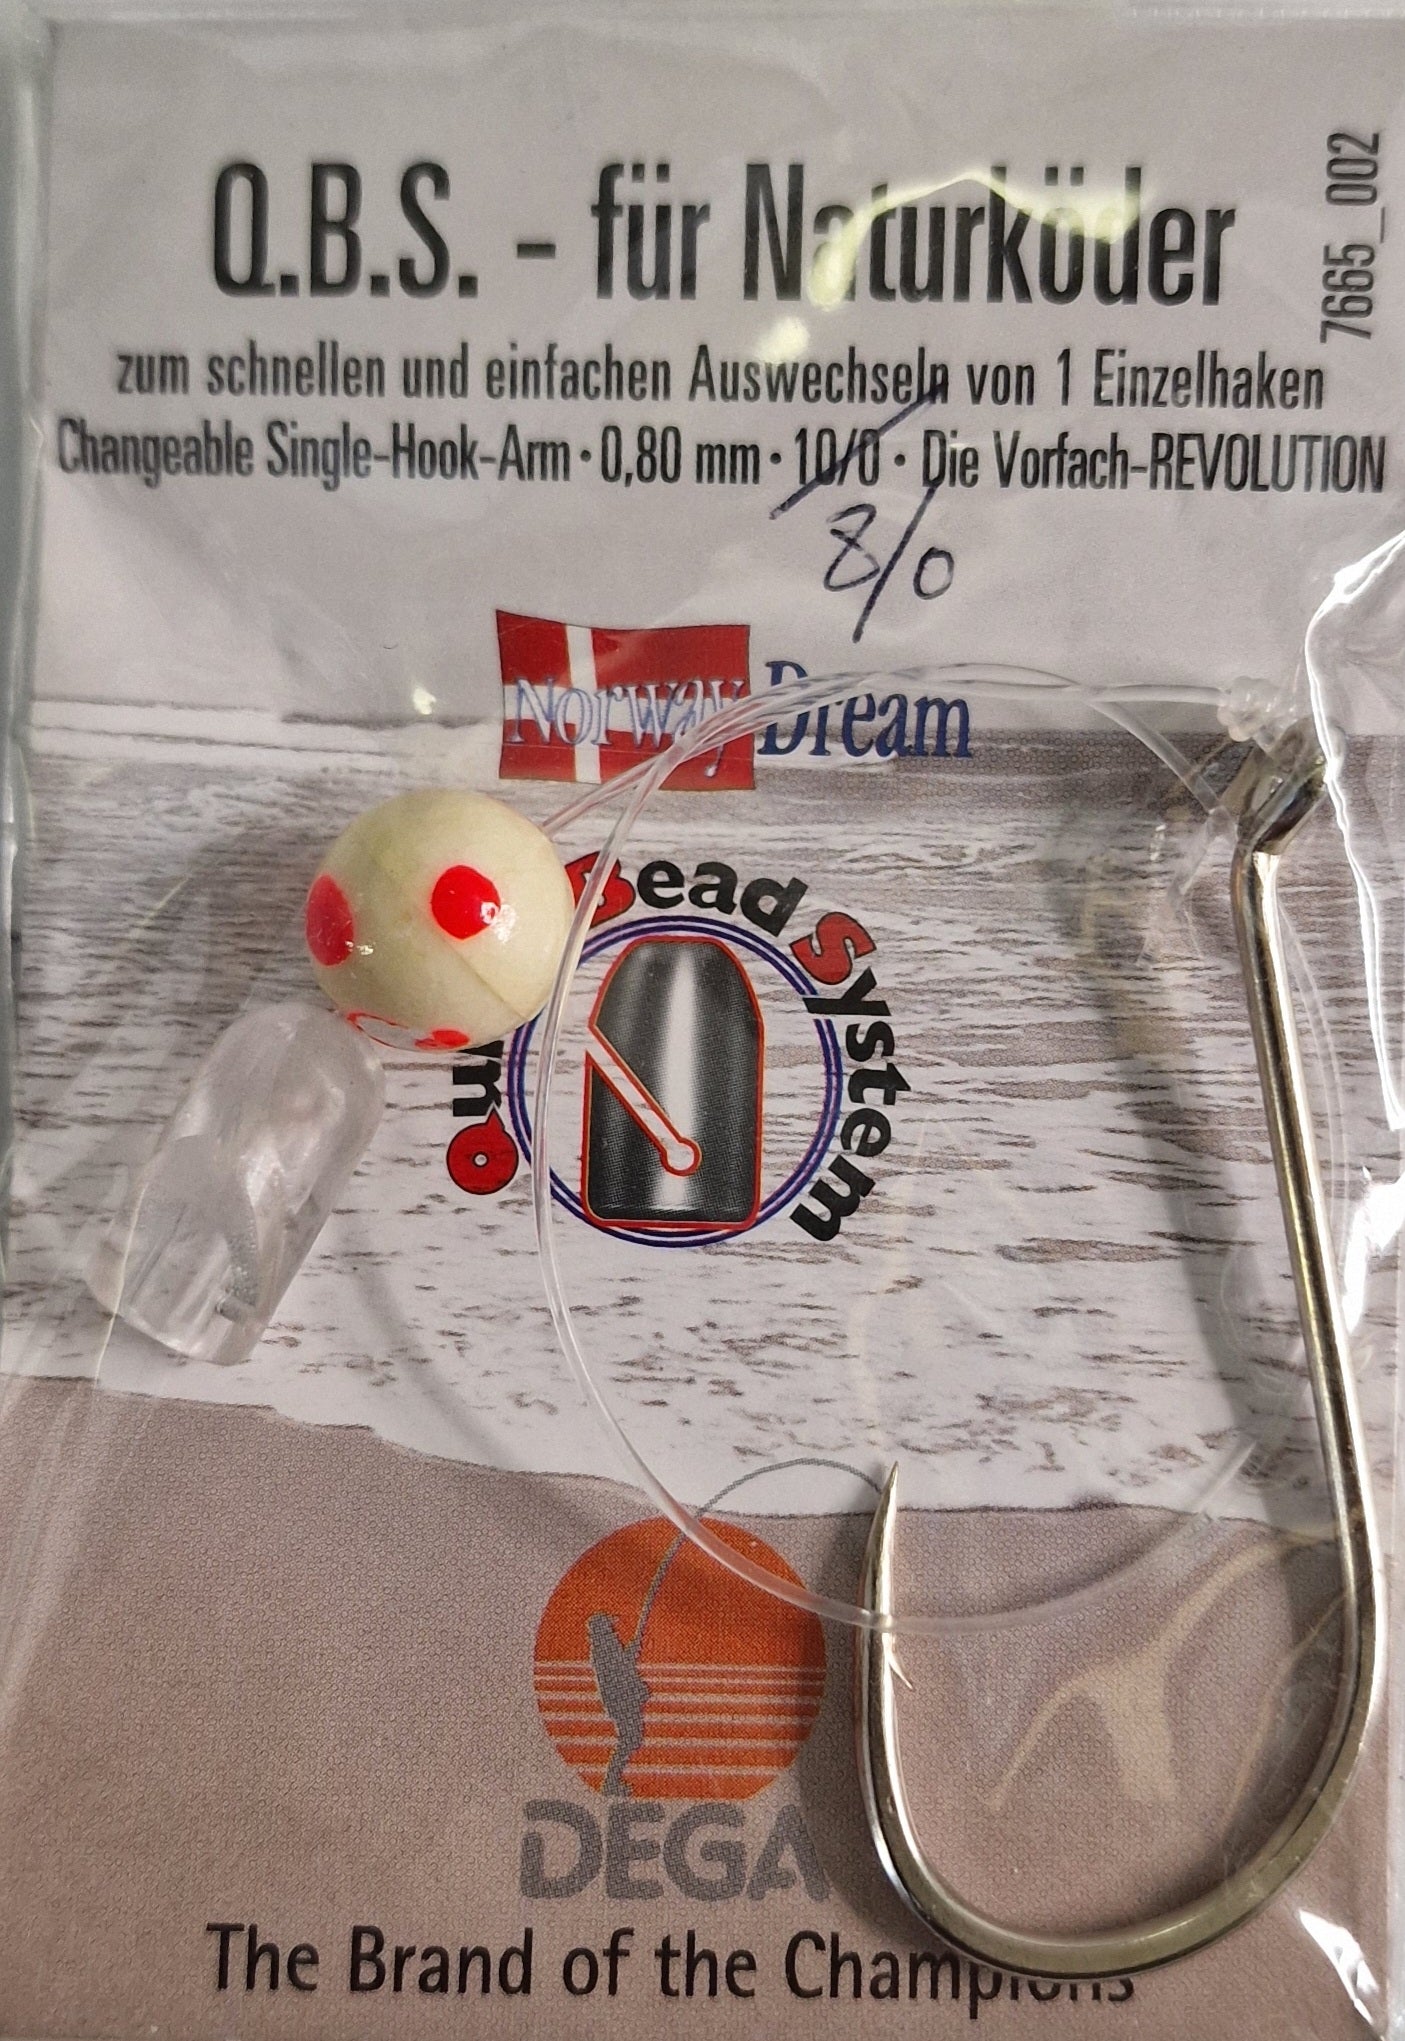 Q.B.S. - für Naturköder
7665_002
zum schnellen und einfachen Auswechseln von 1 Einzelhaken
Changeable Single-Hook-Arm · 0,80 mm · 10/0 · Die Vorfach-REVOLUTION
8/0
Norway Dream
Bead System
DEGA
The Brand of the Champions